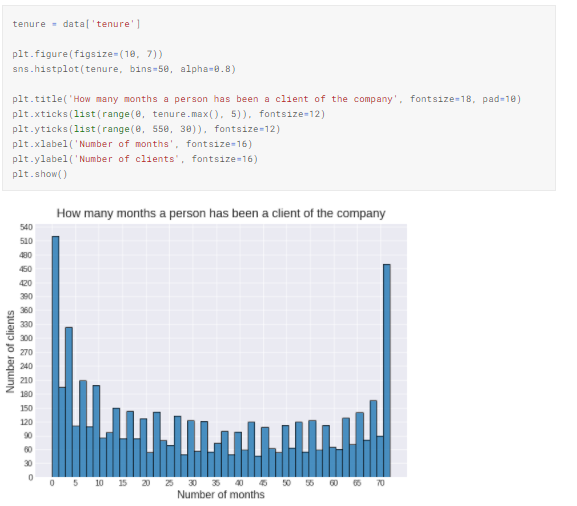 tenure = data['tenure']
plt.figure(figsize=(10, 7))
sns.histplot(tenure, bins=50, alpha=0.8)
plt.title('How many months a person has been a client of the company', fontsize=18, pad=10)
plt.xticks(list(range(0, tenure.max(), 5)), fontsize=12)
plt.yticks(list(range(0, 550, 30)), fontsize=12)
plt.xlabel('Number of months', fontsize=16)
plt.ylabel('Number of clients', fontsize=16)
plt.show()
How many months a person has been a client of the company
540
510
480
450
420
390
360
330
300
270
240
210
180
150
120
90
60
30
0
Number of clients
0 5 10 15 20 25 30 35 40 45 50 55 60 65 70
Number of months